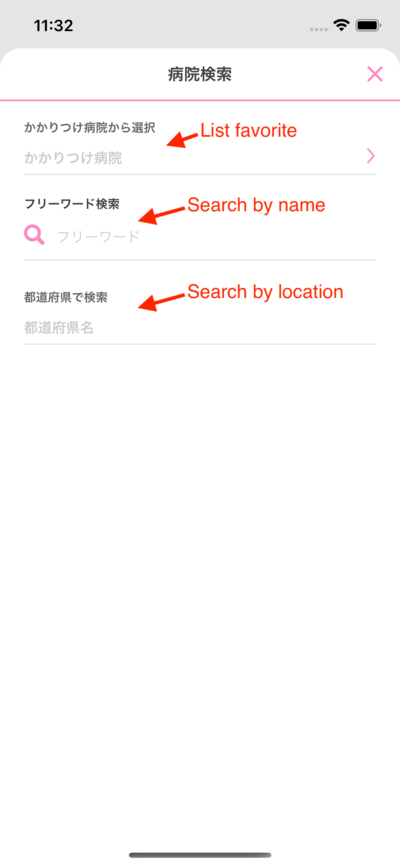 11:32
病院検索
かかりつけ病院から選択
List favorite
かかりつけ病院
フリーワード検索
Search by name
フリーワード
都道府県で検索
Search by location
都道府県名